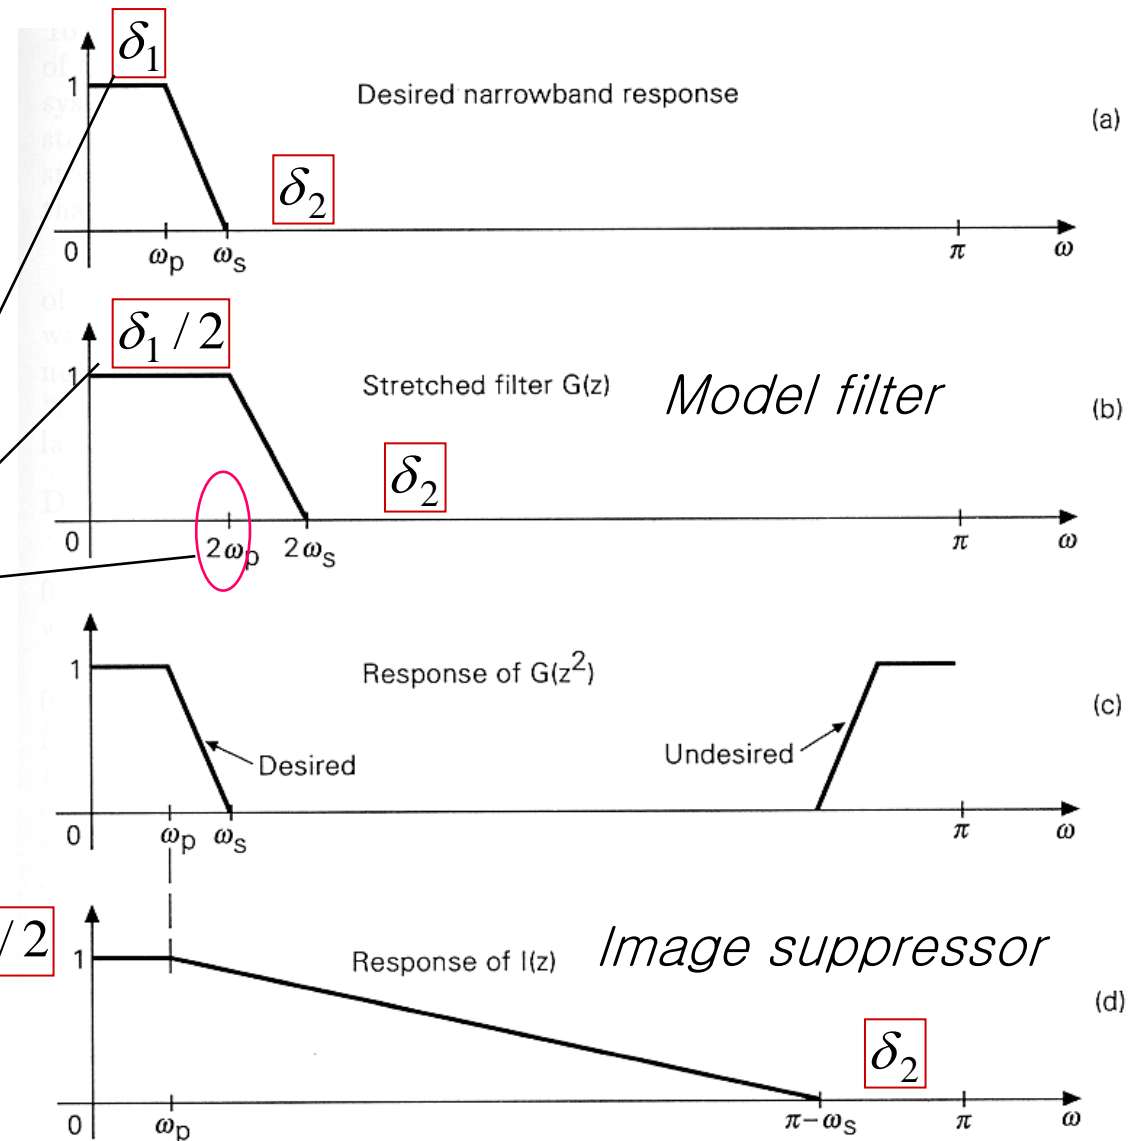 δ₁
1
Desired narrowband response
(a)
δ₂
0
ωp
ωs
π
ω
δ₁ / 2
1
Stretched filter G(z)
Model filter
(b)
δ₂
0
2ωp
2ωs
π
ω
1
Response of G(z²)
(c)
Desired
Undesired
0
ωp
ωs
π
ω
/ 2
1
Response of I(z)
Image suppressor
(d)
δ₂
0
ωp
π−ωs
π
ω